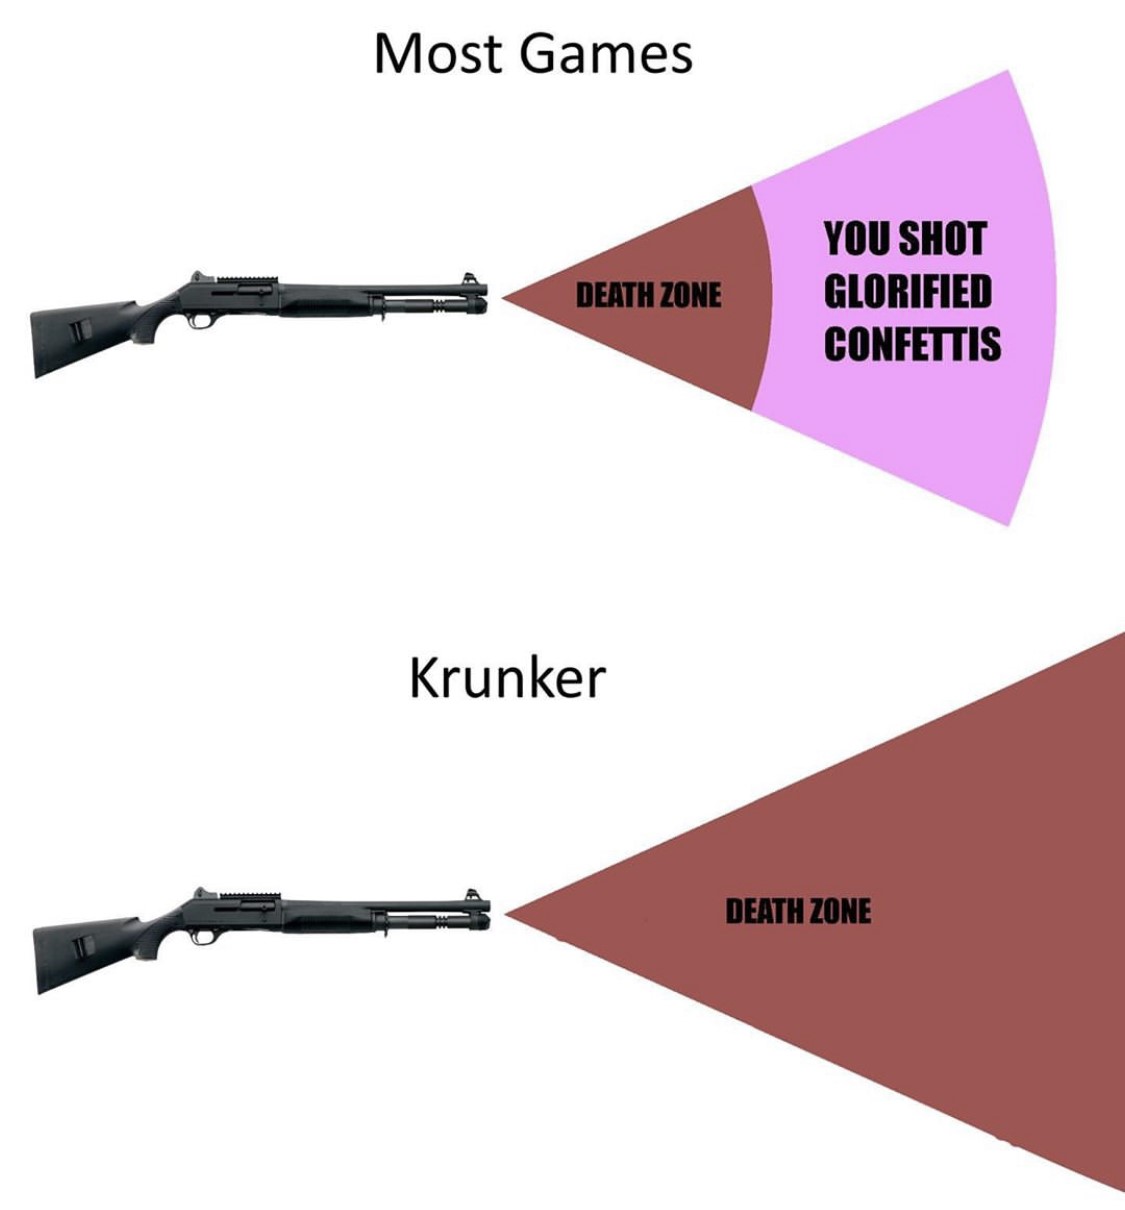 Most Games
DEATH ZONE
YOU SHOT
GLORIFIED
CONFETTIS
Krunker
DEATH ZONE